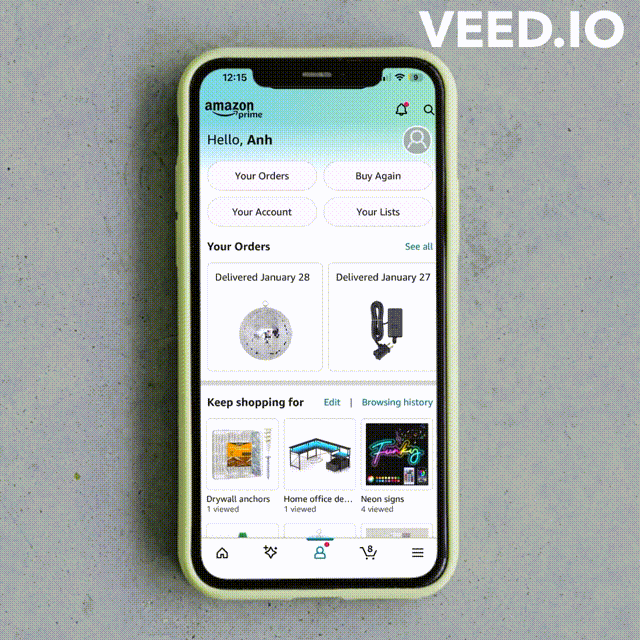 VEED.IO
12:15
9
amazon
prime
Hello, Anh
Your Orders
Buy Again
Your Account
Your Lists
Your Orders
See all
Delivered January 28
Delivered January 27
Keep shopping for
Edit | Browsing history
Funky
Drywall anchors
Home office de...
Neon signs
1 viewed
1 viewed
4 viewed
8